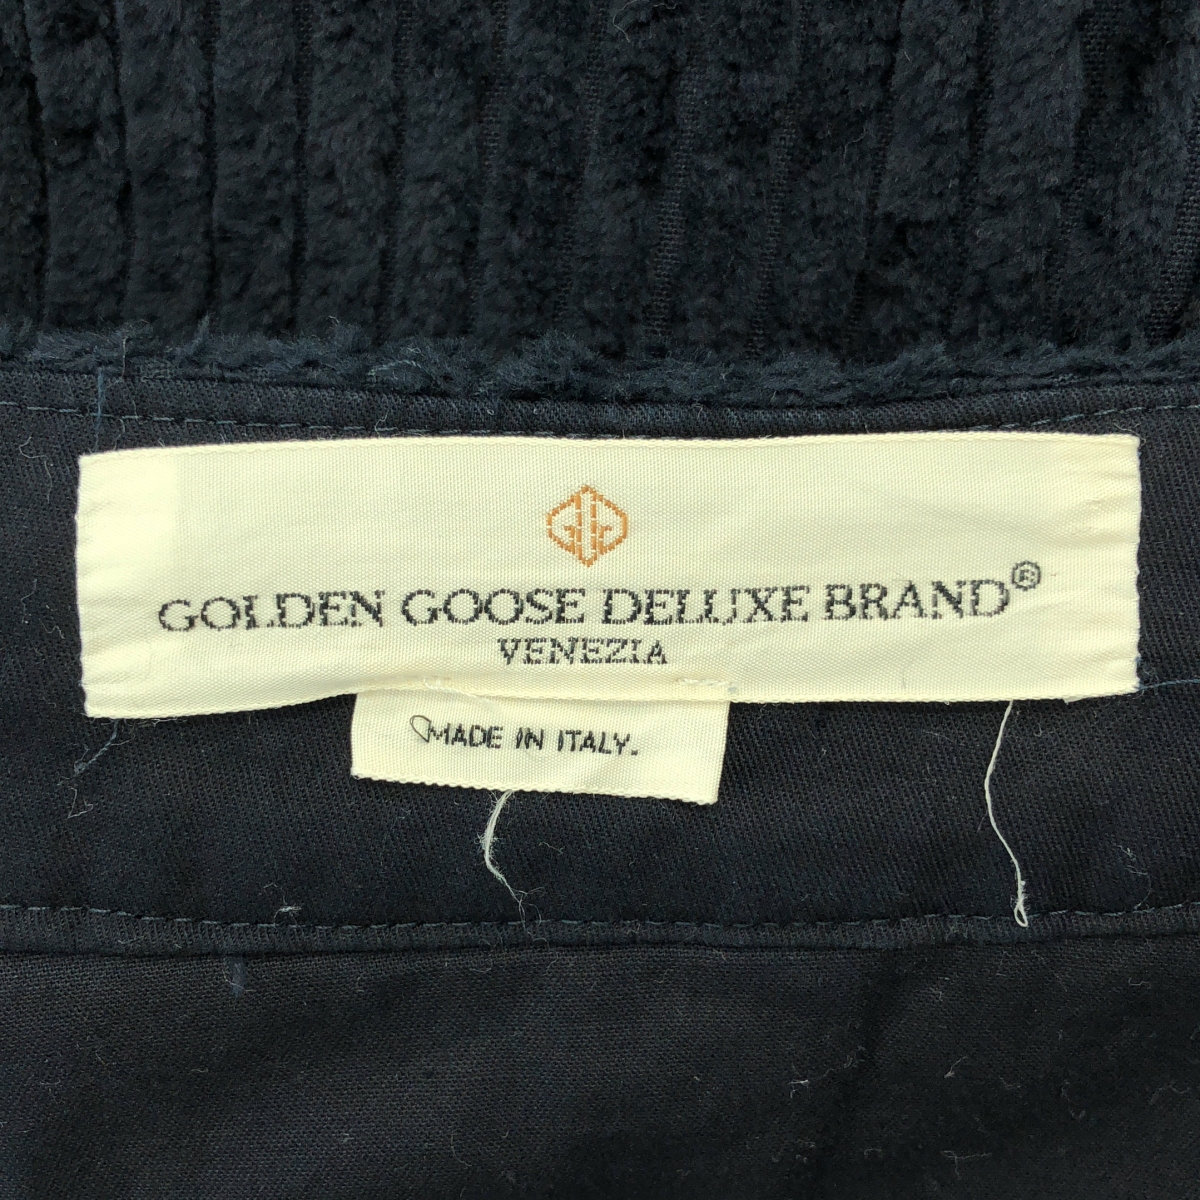 GOLDEN GOOSE DELUXE BRAND®
VENEZIA
MADE IN ITALY.